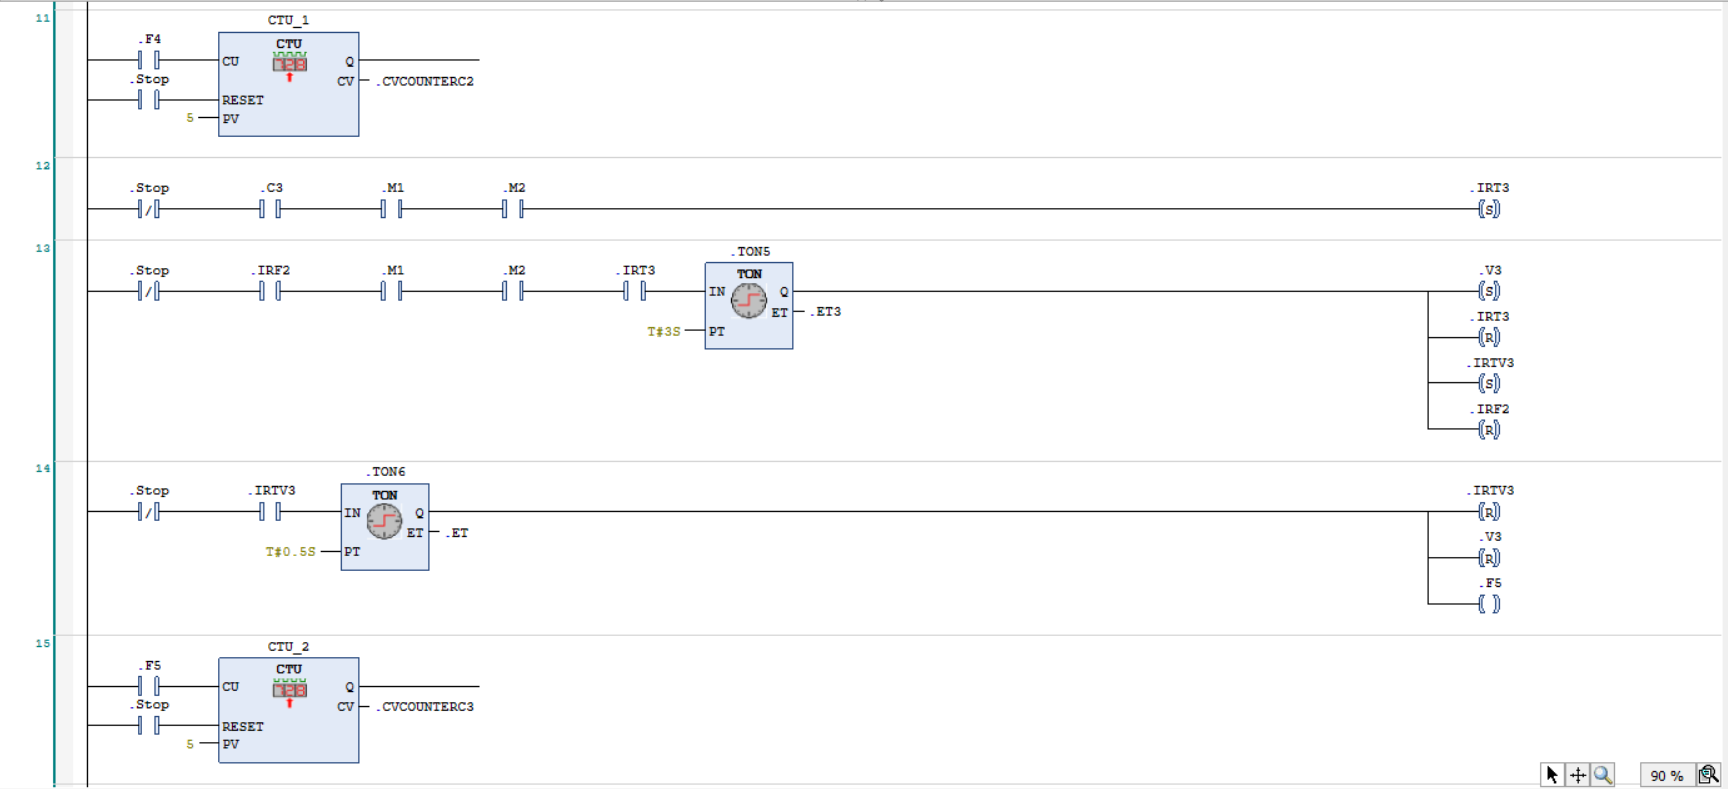 11
CTU_1
.F4
CTU
CU
Q
.Stop
CV
.CVCOUNTERC2
RESET
5
PV
12
.Stop .C3 .M1 .M2 .IRT3
/ S
13
.TON5
.Stop .IRF2 .M1 .M2 .IRT3 TON .V3
/ IN Q S
ET .ET3
.IRT3
T#3S PT R
.IRTV3
S
.IRF2
R
14
.TON6
.Stop .IRTV3 TON .IRTV3
/ IN Q R
ET .ET
.V3
T#0.5S PT R
.F5
15
CTU_2
.F5
CTU
CU
Q
.Stop
CV
.CVCOUNTERC3
RESET
5
PV
90 %